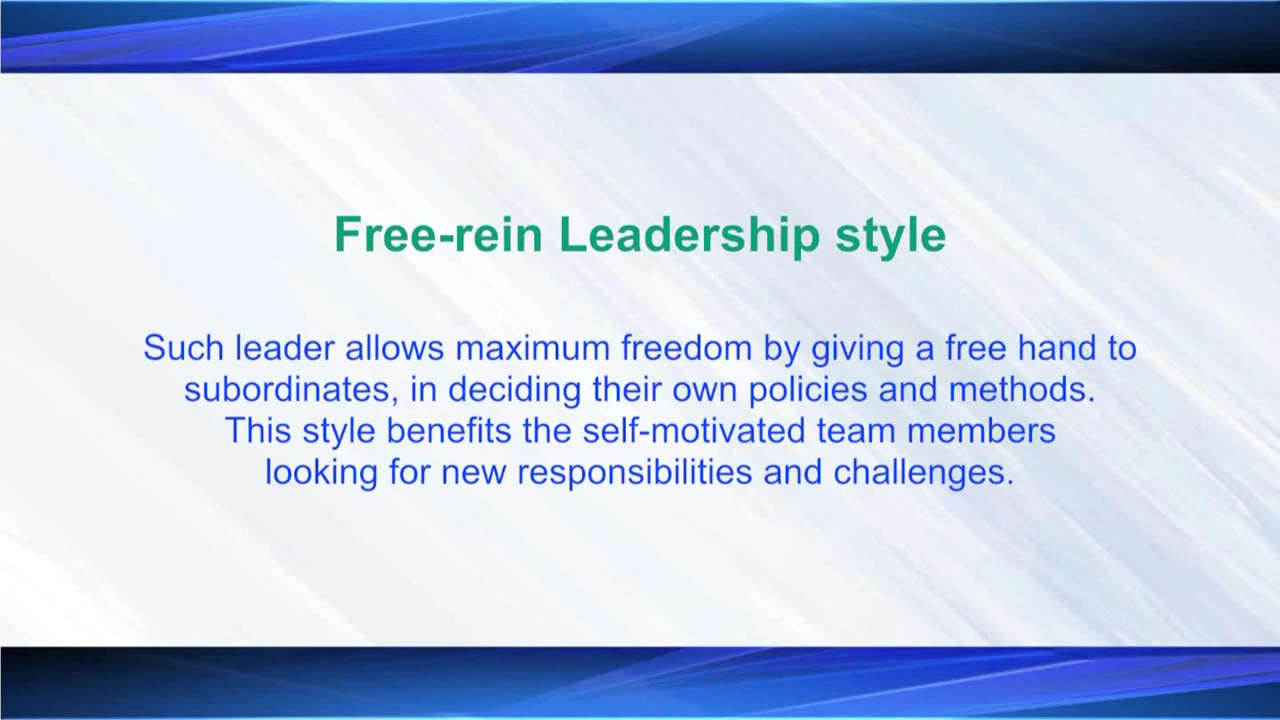 Free-rein Leadership style
Such leader allows maximum freedom by giving a free hand to
subordinates, in deciding their own policies and methods.
This style benefits the self-motivated team members
looking for new responsibilities and challenges.